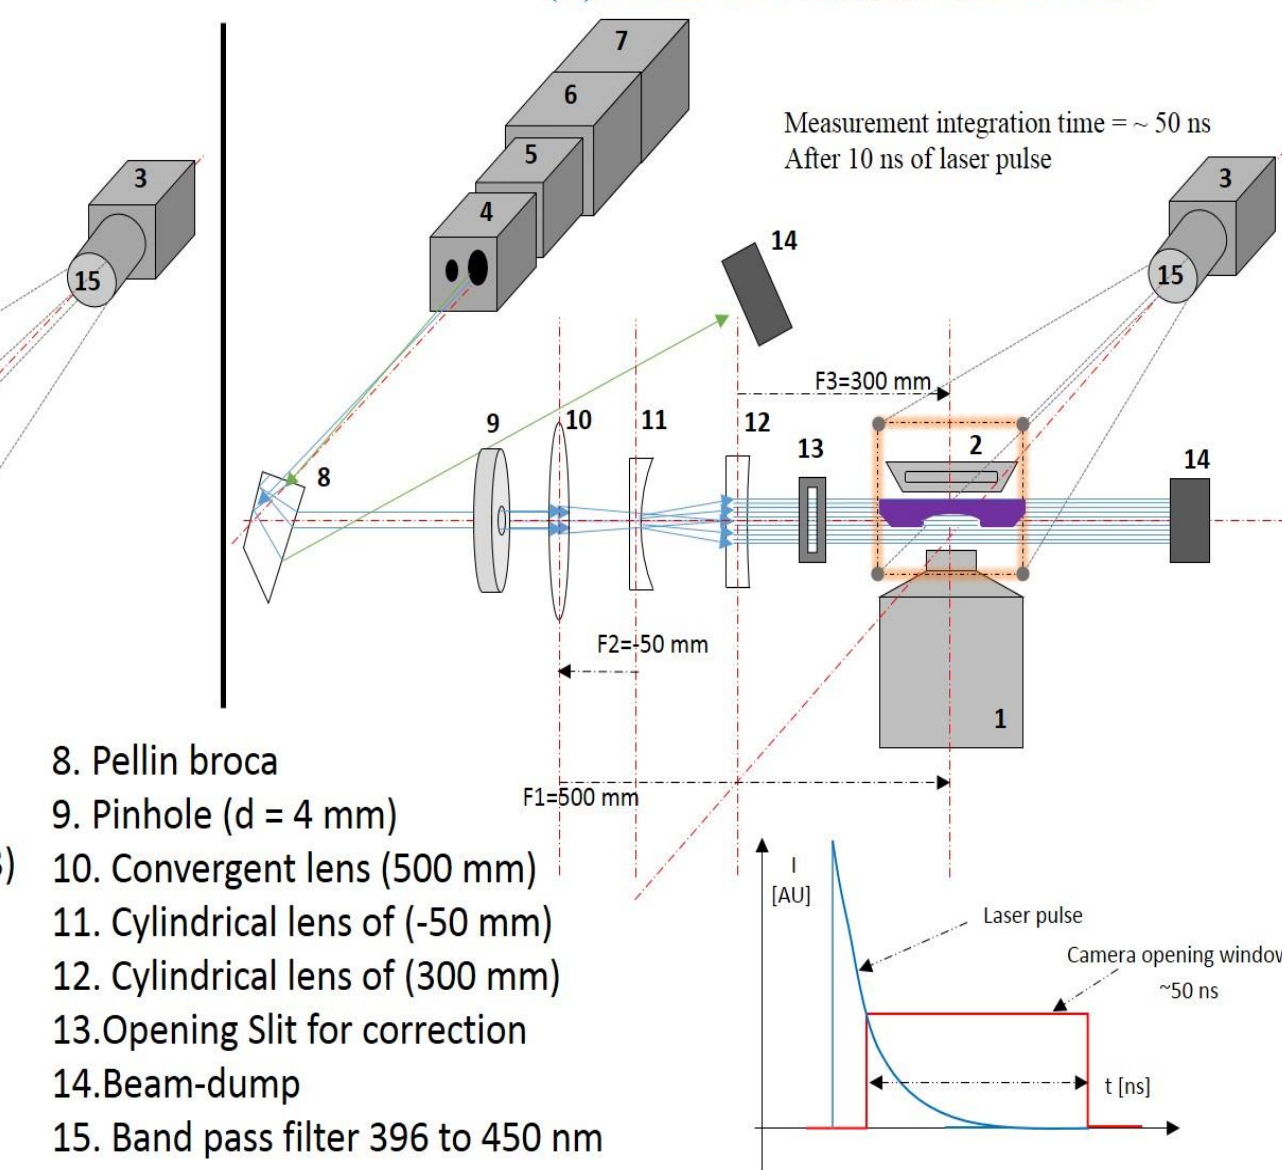 7
6
5
4
3
15
Measurement integration time = ~ 50 ns
After 10 ns of laser pulse
3
15
14
F3=300 mm
8
9
10
11
12
13
2
14
F2=-50 mm
1
F1=500 mm
8. Pellin broca
9. Pinhole (d = 4 mm)
10. Convergent lens (500 mm)
11. Cylindrical lens of (-50 mm)
12. Cylindrical lens of (300 mm)
13.Opening Slit for correction
14.Beam-dump
15. Band pass filter 396 to 450 nm
)
I
[AU]
Laser pulse
Camera opening window
~50 ns
t [ns]